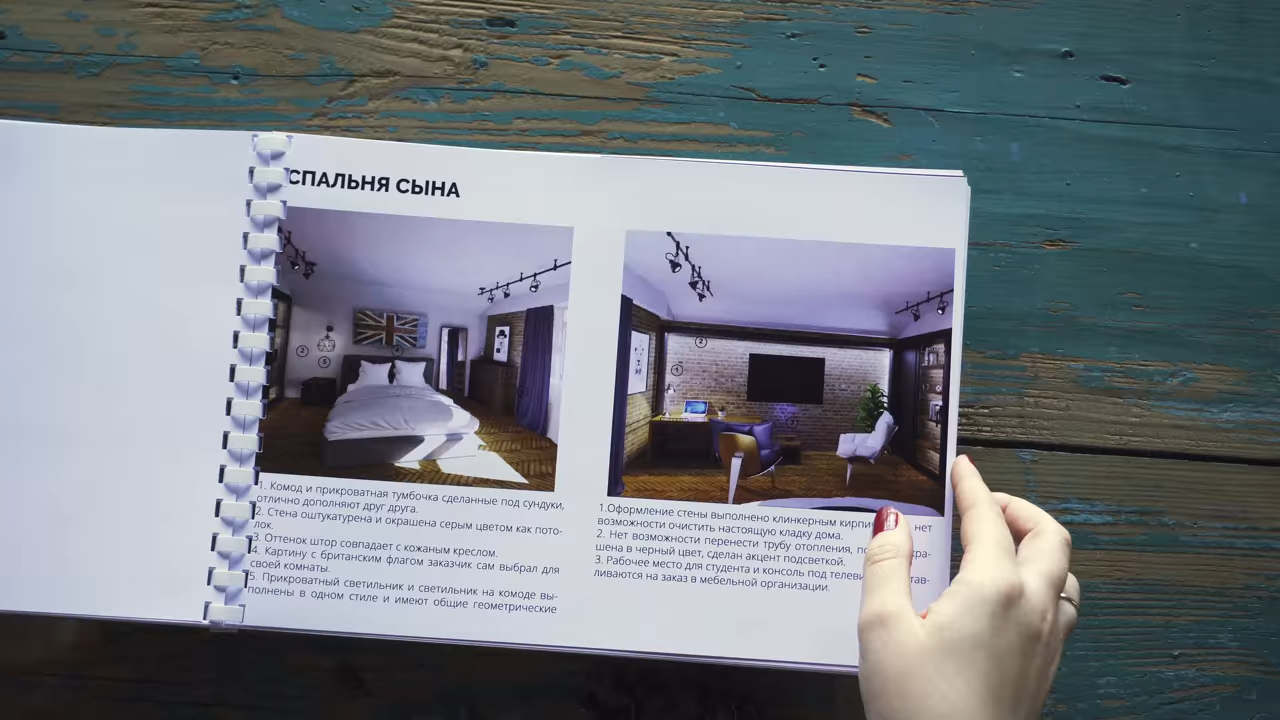 СПАЛЬНЯ СЫНА
1. Комод и прикроватная тумбочка сделанные под сундуки,
отлично дополняют друг друга.
2. Стена оштукатурена и окрашена серым цветом как пото-
лок.
3. Оттенок штор совпадает с кожаным креслом.
4. Картину с британским флагом заказчик сам выбрал для
своей комнаты.
5. Прикроватный светильник и светильник на комоде вы-
полнены в одном стиле и имеют общие геометрические
1.Оформление стены выполнено клинкерным нет
возможности очистить настоящую кладку дома.
2. Нет возможности перенести трубу отопления,
шена в черный цвет, сделан акцент подсветкой.
3. Рабочее место для студента и консоль под
ливаются на заказ в мебельной организации.